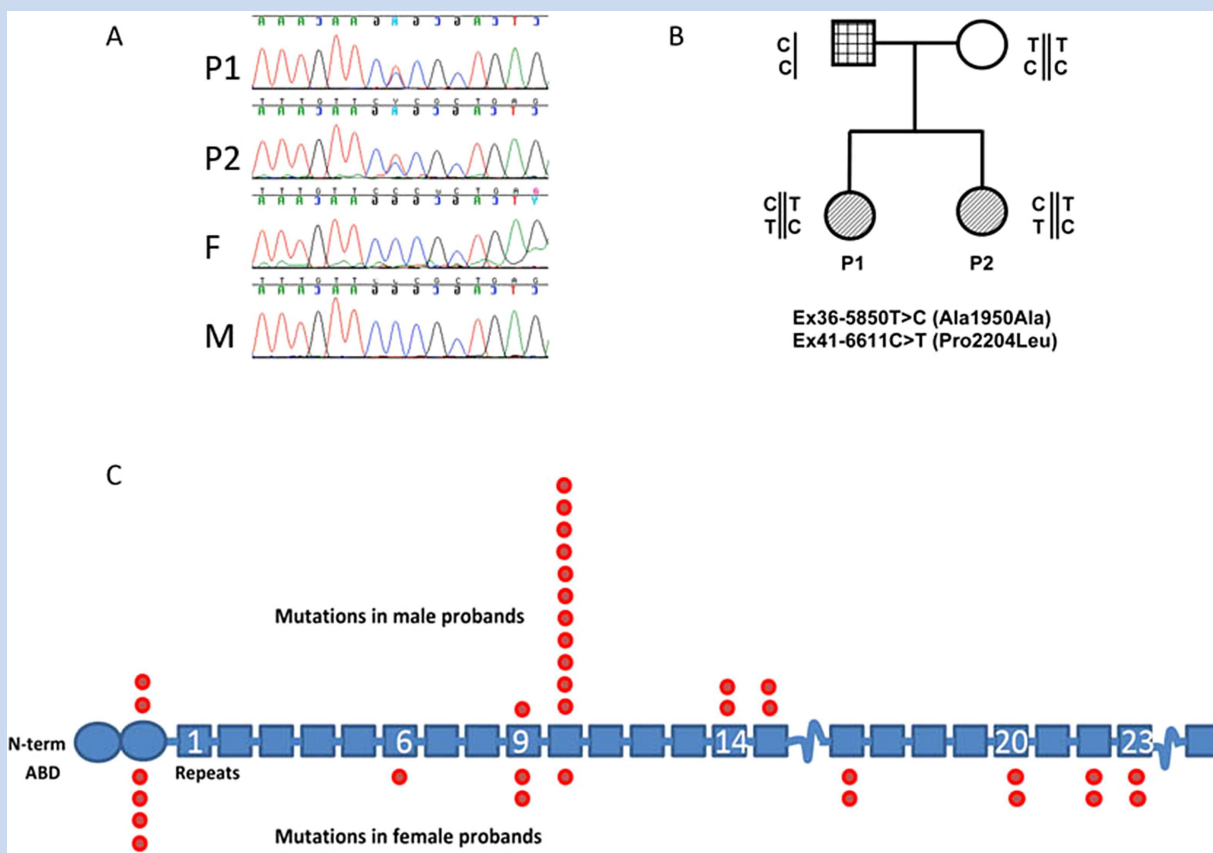 A
A A A C A A G A G C G A C T C
P1
T T T G T T C Y C G C T G A G
A A A C A A G A G C G A C T C
P2
T T T G T T C C C C T G A G
A A A C A A G G G C G A C T Y
F
T T T G T T C G C T G A G
A A A C A A G G G C G A C T C
M
B
C
C
T T
C C
C T
T C
C T
T C
P1 P2
Ex36-5850T>C (Ala1950Ala)
Ex41-6611C>T (Pro2204Leu)
C
Mutations in male probands
N-term
ABD
1 6 9 14 20 23
Repeats
Mutations in female probands